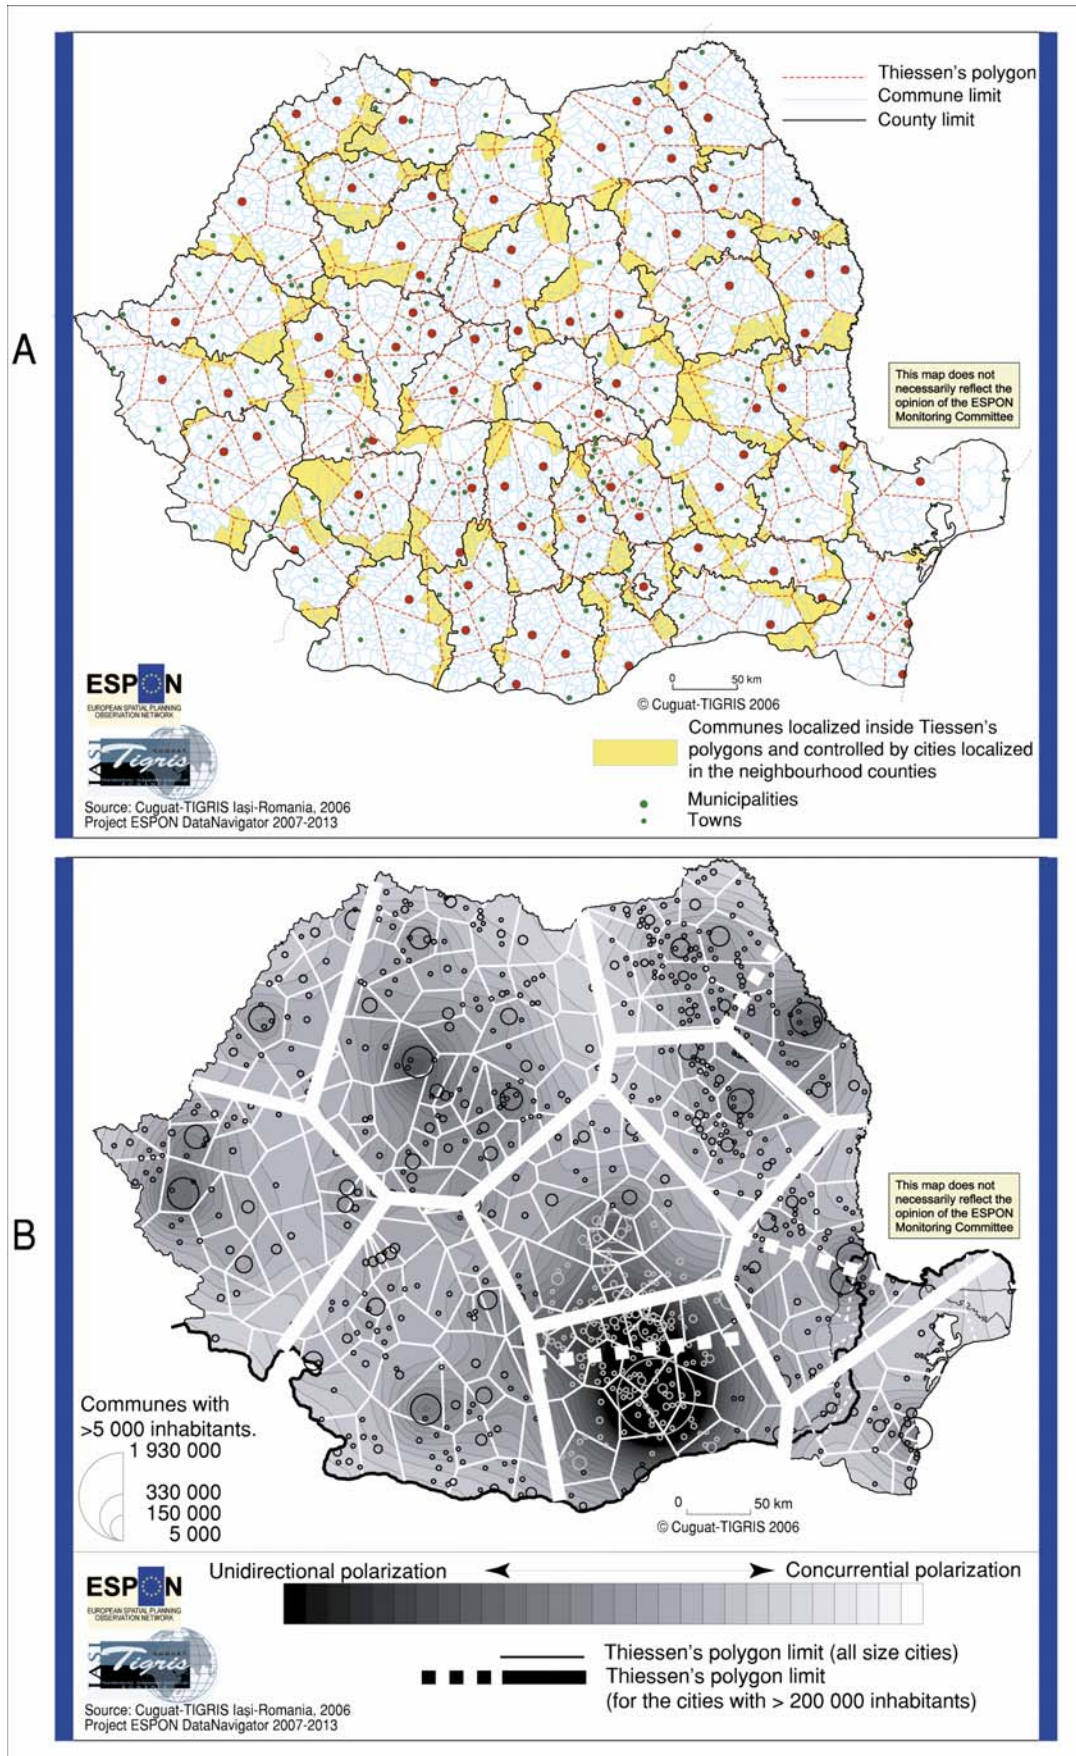 A
Thiessen's polygon
Commune limit
County limit
This map does not
necessarily reflect the
opinion of the ESPON
Monitoring Committee
0 50 km
© Cuguat-TIGRIS 2006
ESPON
EUROPEAN SPATIAL PLANNING
OBSERVATION NETWORK
IASI
CUGUAT
Tigris
Communes localized inside Tiessen's
polygons and controlled by cities localized
in the neighbourhood counties
Municipalities
Towns
Source: Cuguat-TIGRIS Iaşi-Romania, 2006
Project ESPON DataNavigator 2007-2013
B
This map does not
necessarily reflect the
opinion of the ESPON
Monitoring Committee
Communes with
>5 000 inhabitants.
1 930 000
330 000
150 000
5 000
0 50 km
© Cuguat-TIGRIS 2006
Unidirectional polarization
Concurrential polarization
ESPON
EUROPEAN SPATIAL PLANNING
OBSERVATION NETWORK
IASI
CUGUAT
Tigris
Thiessen's polygon limit (all size cities)
Thiessen's polygon limit
(for the cities with > 200 000 inhabitants)
Source: Cuguat-TIGRIS Iaşi-Romania, 2006
Project ESPON DataNavigator 2007-2013